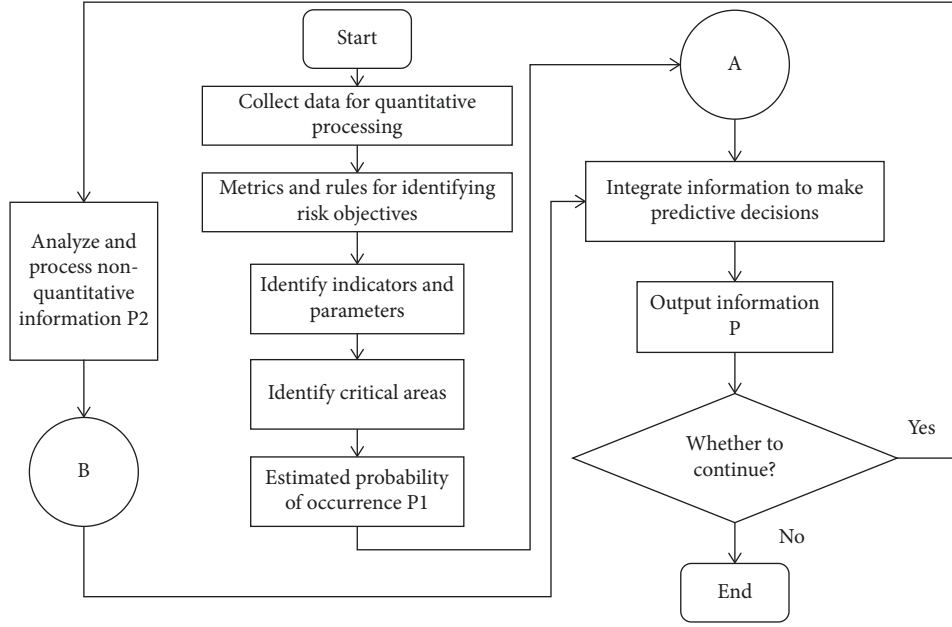 Start
Collect data for quantitative
processing
Metrics and rules for identifying
risk objectives
Identify indicators and
parameters
Identify critical areas
Estimated probability
of occurrence P1
Analyze and
process non-
quantitative
information P2
B
A
Integrate information to make
predictive decisions
Output information
P
Whether to
continue?
Yes
No
End